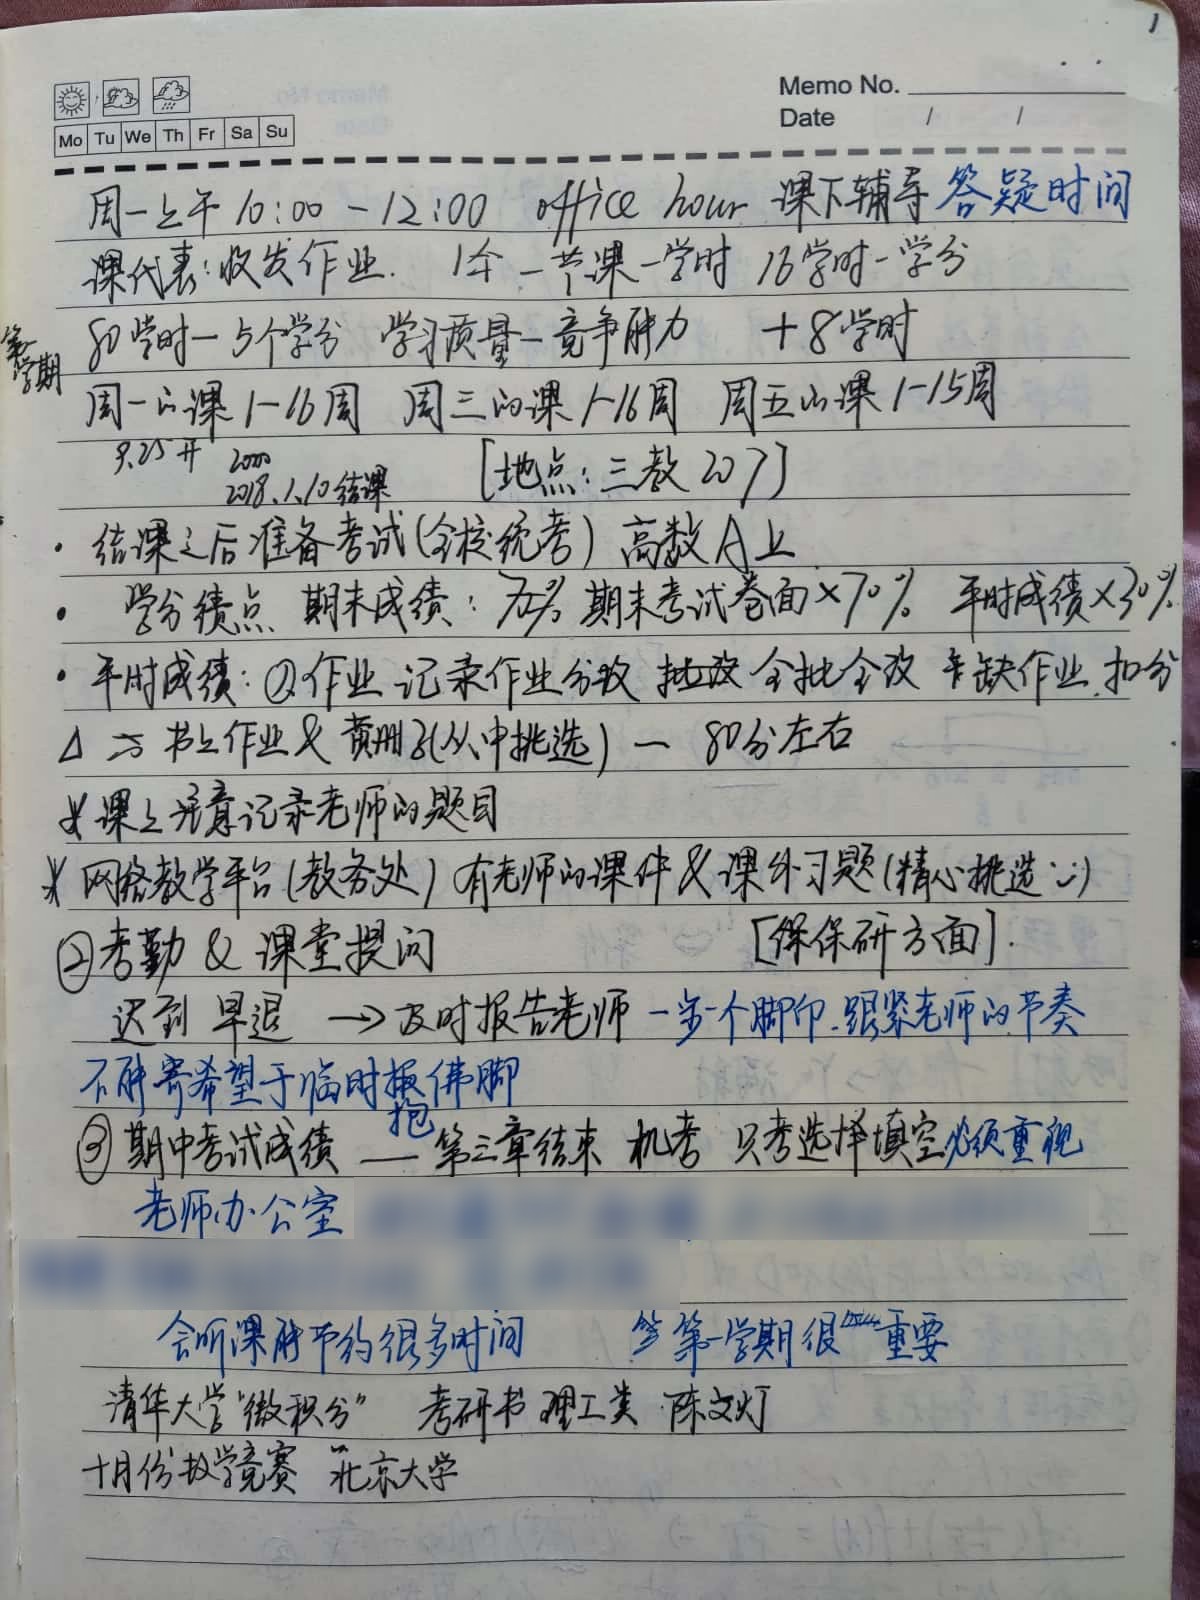 1
Memo No.
Date / /
Mo Tu We Th Fr Sa Su
周一上午 10:00 - 12:00 office hour 课下辅导 答疑时间
课代表:收发作业. 1本 一节课一学时 16学时一学分
第一学期
80学时一5个学分 学习质量一竞争能力 +8学时
周一的课1-16周 周三的课1-16周 周五的课1-15周
9.25开
2018.1.10结课 [地点:三教207]
· 结课之后准备考试(全校统考) 高数A上
· 学分绩点 期末成绩: 期末考试卷面×70% 平时成绩×30%
· 平时成绩:①作业 记录作业分数 批改 全批全改 缺作业扣分
△ 书上作业 & 黄册子(从中挑选) — 80分左右
* 课上注意记录老师的题目
* 网络教学平台(教务处) 有老师的课件 & 课外习题(精心挑选)
② 考勤 & 课堂提问 [保研方面].
迟到 早退 → 及时报告老师 一步一个脚印.跟紧老师的节奏
不能寄希望于临时抱佛脚
③ 期中考试成绩 — 第三章结束 机考 只考选择填空必须重视
老师办公室
会听课能节约很多时间 第一学期很重要
清华大学"微积分" 考研书 理工类 陈文灯
十月份数学竞赛 北京大学